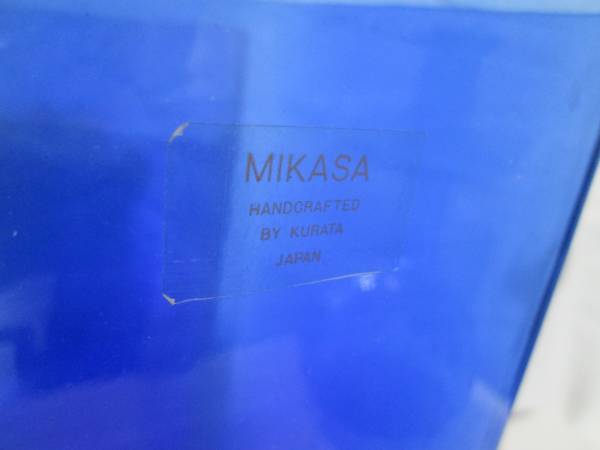 MIKASA
HANDCRAFTED
BY KURATA
JAPAN